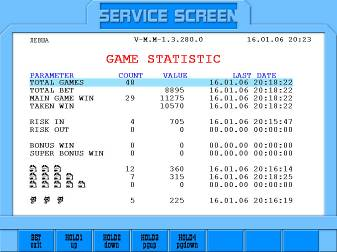 SERVICE SCREEN
V-M.M-1.3.280.0 16.01.06 20:23
GAME STATISTIC
PARAMETER COUNT VALUE LAST DATE
TOTAL GAMES 40 16.01.06 20:18:22
TOTAL BET 8895 16.01.06 20:18:22
MAIN GAME WIN 29 11275 16.01.06 20:18:22
TAKEN WIN 10570 16.01.06 20:18:22
RISK IN 4 705 16.01.06 20:15:47
RISK OUT 0 0 00.00.00 00:00:00
BONUS WIN 0 0 00.00.00 00:00:00
SUPER BONUS WIN 0 0 00.00.00 00:00:00
12 360 16.01.06 20:16:14
7 315 16.01.06 20:18:25
0 0 00.00.00 00:00:00
5 225 16.01.06 20:16:19
BET HOLD1 HOLD2 HOLD3 HOLD4
exit up down pgup pgdown